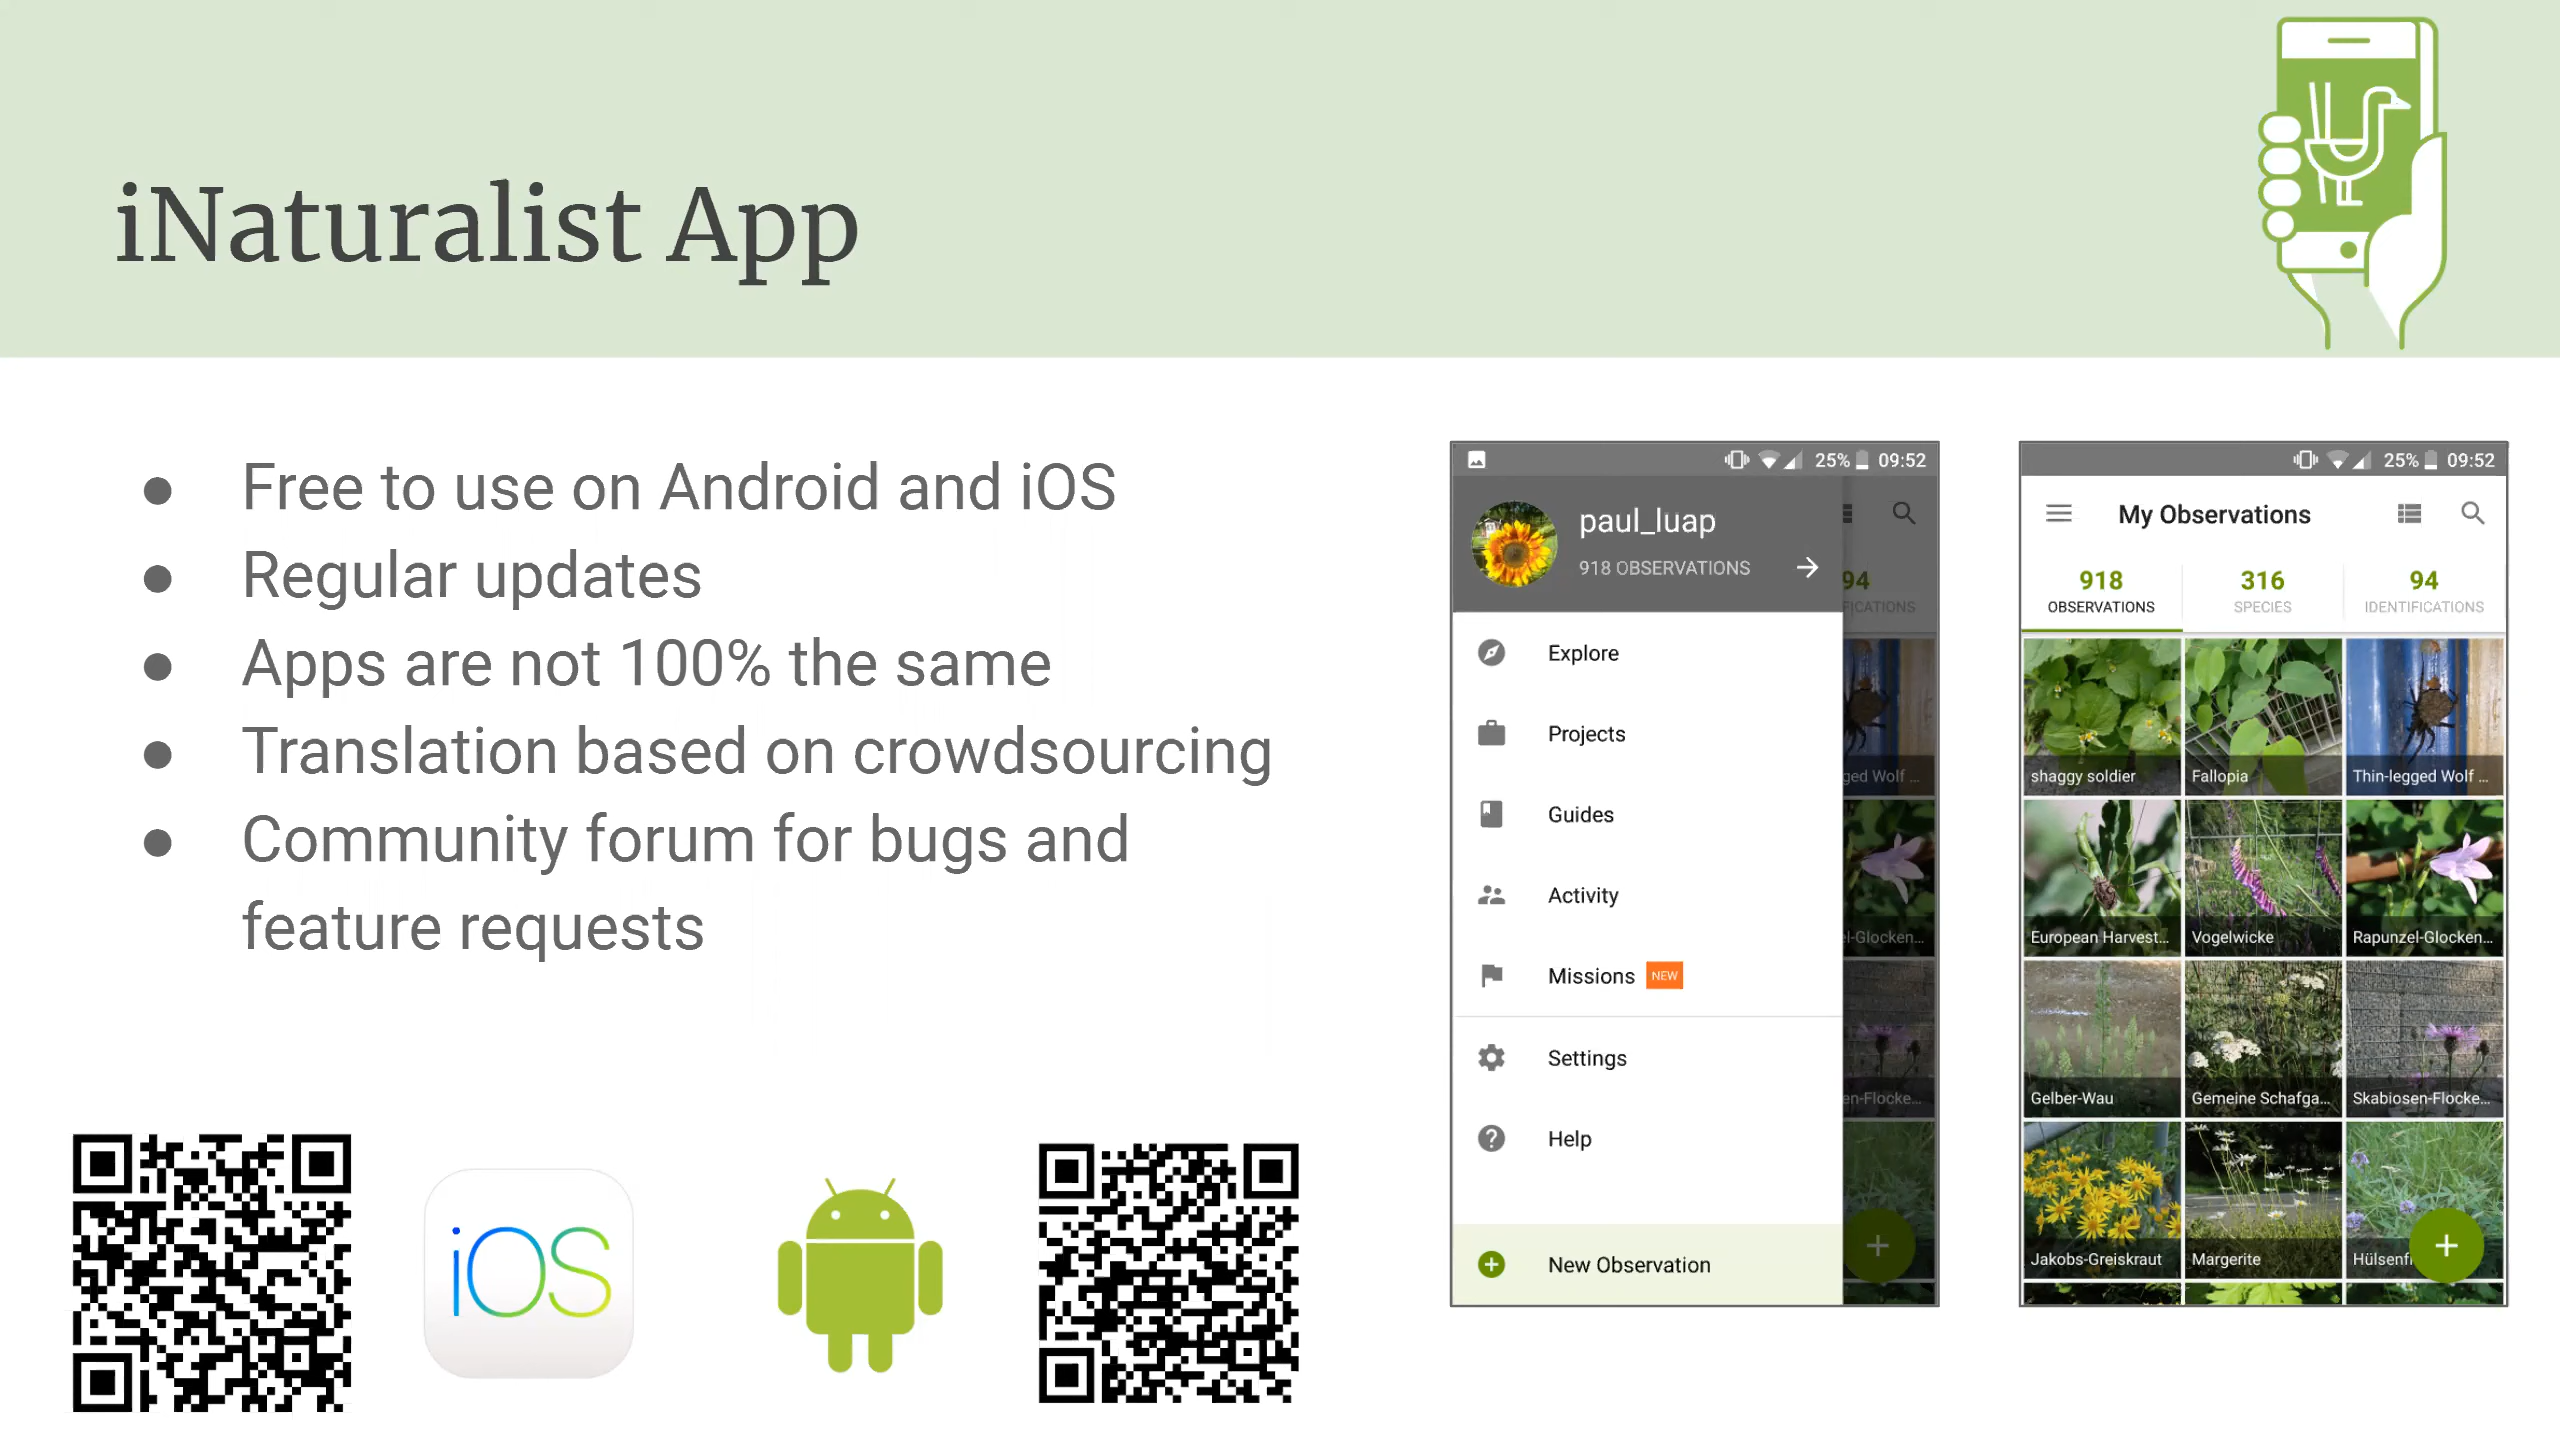 iNaturalist App
● Free to use on Android and iOS
● Regular updates
● Apps are not 100% the same
● Translation based on crowdsourcing
● Community forum for bugs and
feature requests
iOS
25% 09:52
paul_luap
918 OBSERVATIONS
94
FICATIONS
Explore
Projects
ged Wolf ...
Guides
Activity
l-Glocken...
Missions NEW
Settings
en-Flocke...
Help
New Observation
25% 09:52
My Observations
918 316 94
OBSERVATIONS SPECIES IDENTIFICATIONS
shaggy soldier Fallopia Thin-legged Wolf ...
European Harvest... Vogelwicke Rapunzel-Glocken...
Gelber-Wau Gemeine Schafga... Skabiosen-Flocke...
Jakobs-Greiskraut Margerite Hülsenf